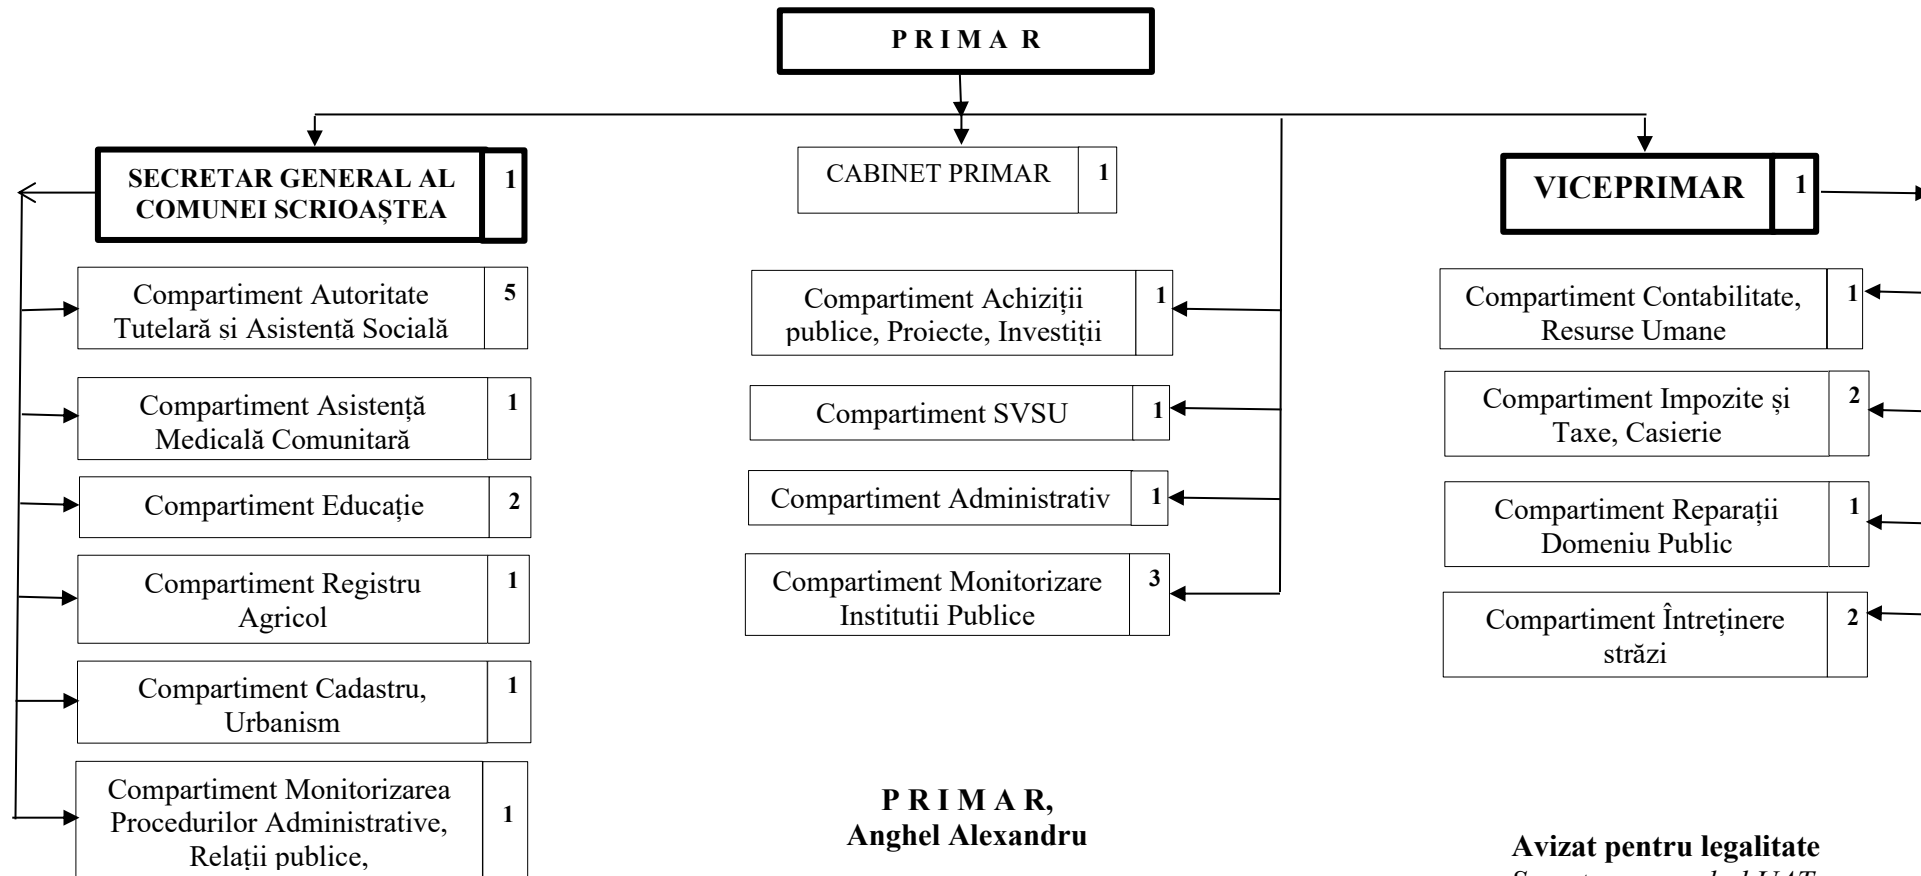 P R I M A R
SECRETAR GENERAL AL
COMUNEI SCRIOAȘTEA
1
CABINET PRIMAR
1
VICEPRIMAR
1
Compartiment Autoritate
Tutelară si Asistentă Socială
5
Compartiment Asistență
Medicală Comunitară
1
Compartiment Educație
2
Compartiment Registru
Agricol
1
Compartiment Cadastru,
Urbanism
1
Compartiment Monitorizarea
Procedurilor Administrative,
Relații publice,
1
Compartiment Achiziții
publice, Proiecte, Investiții
1
Compartiment SVSU
1
Compartiment Administrativ
1
Compartiment Monitorizare
Institutii Publice
3
Compartiment Contabilitate,
Resurse Umane
1
Compartiment Impozite și
Taxe, Casierie
2
Compartiment Reparații
Domeniu Public
1
Compartiment Întreținere
străzi
2
P R I M A R,
Anghel Alexandru
Avizat pentru legalitate